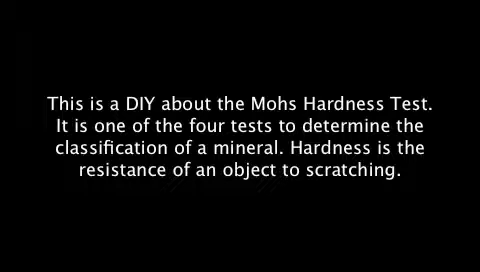 This is a DIY about the Mohs Hardness Test.
It is one of the four tests to determine the
classification of a mineral. Hardness is the
resistance of an object to scratching.